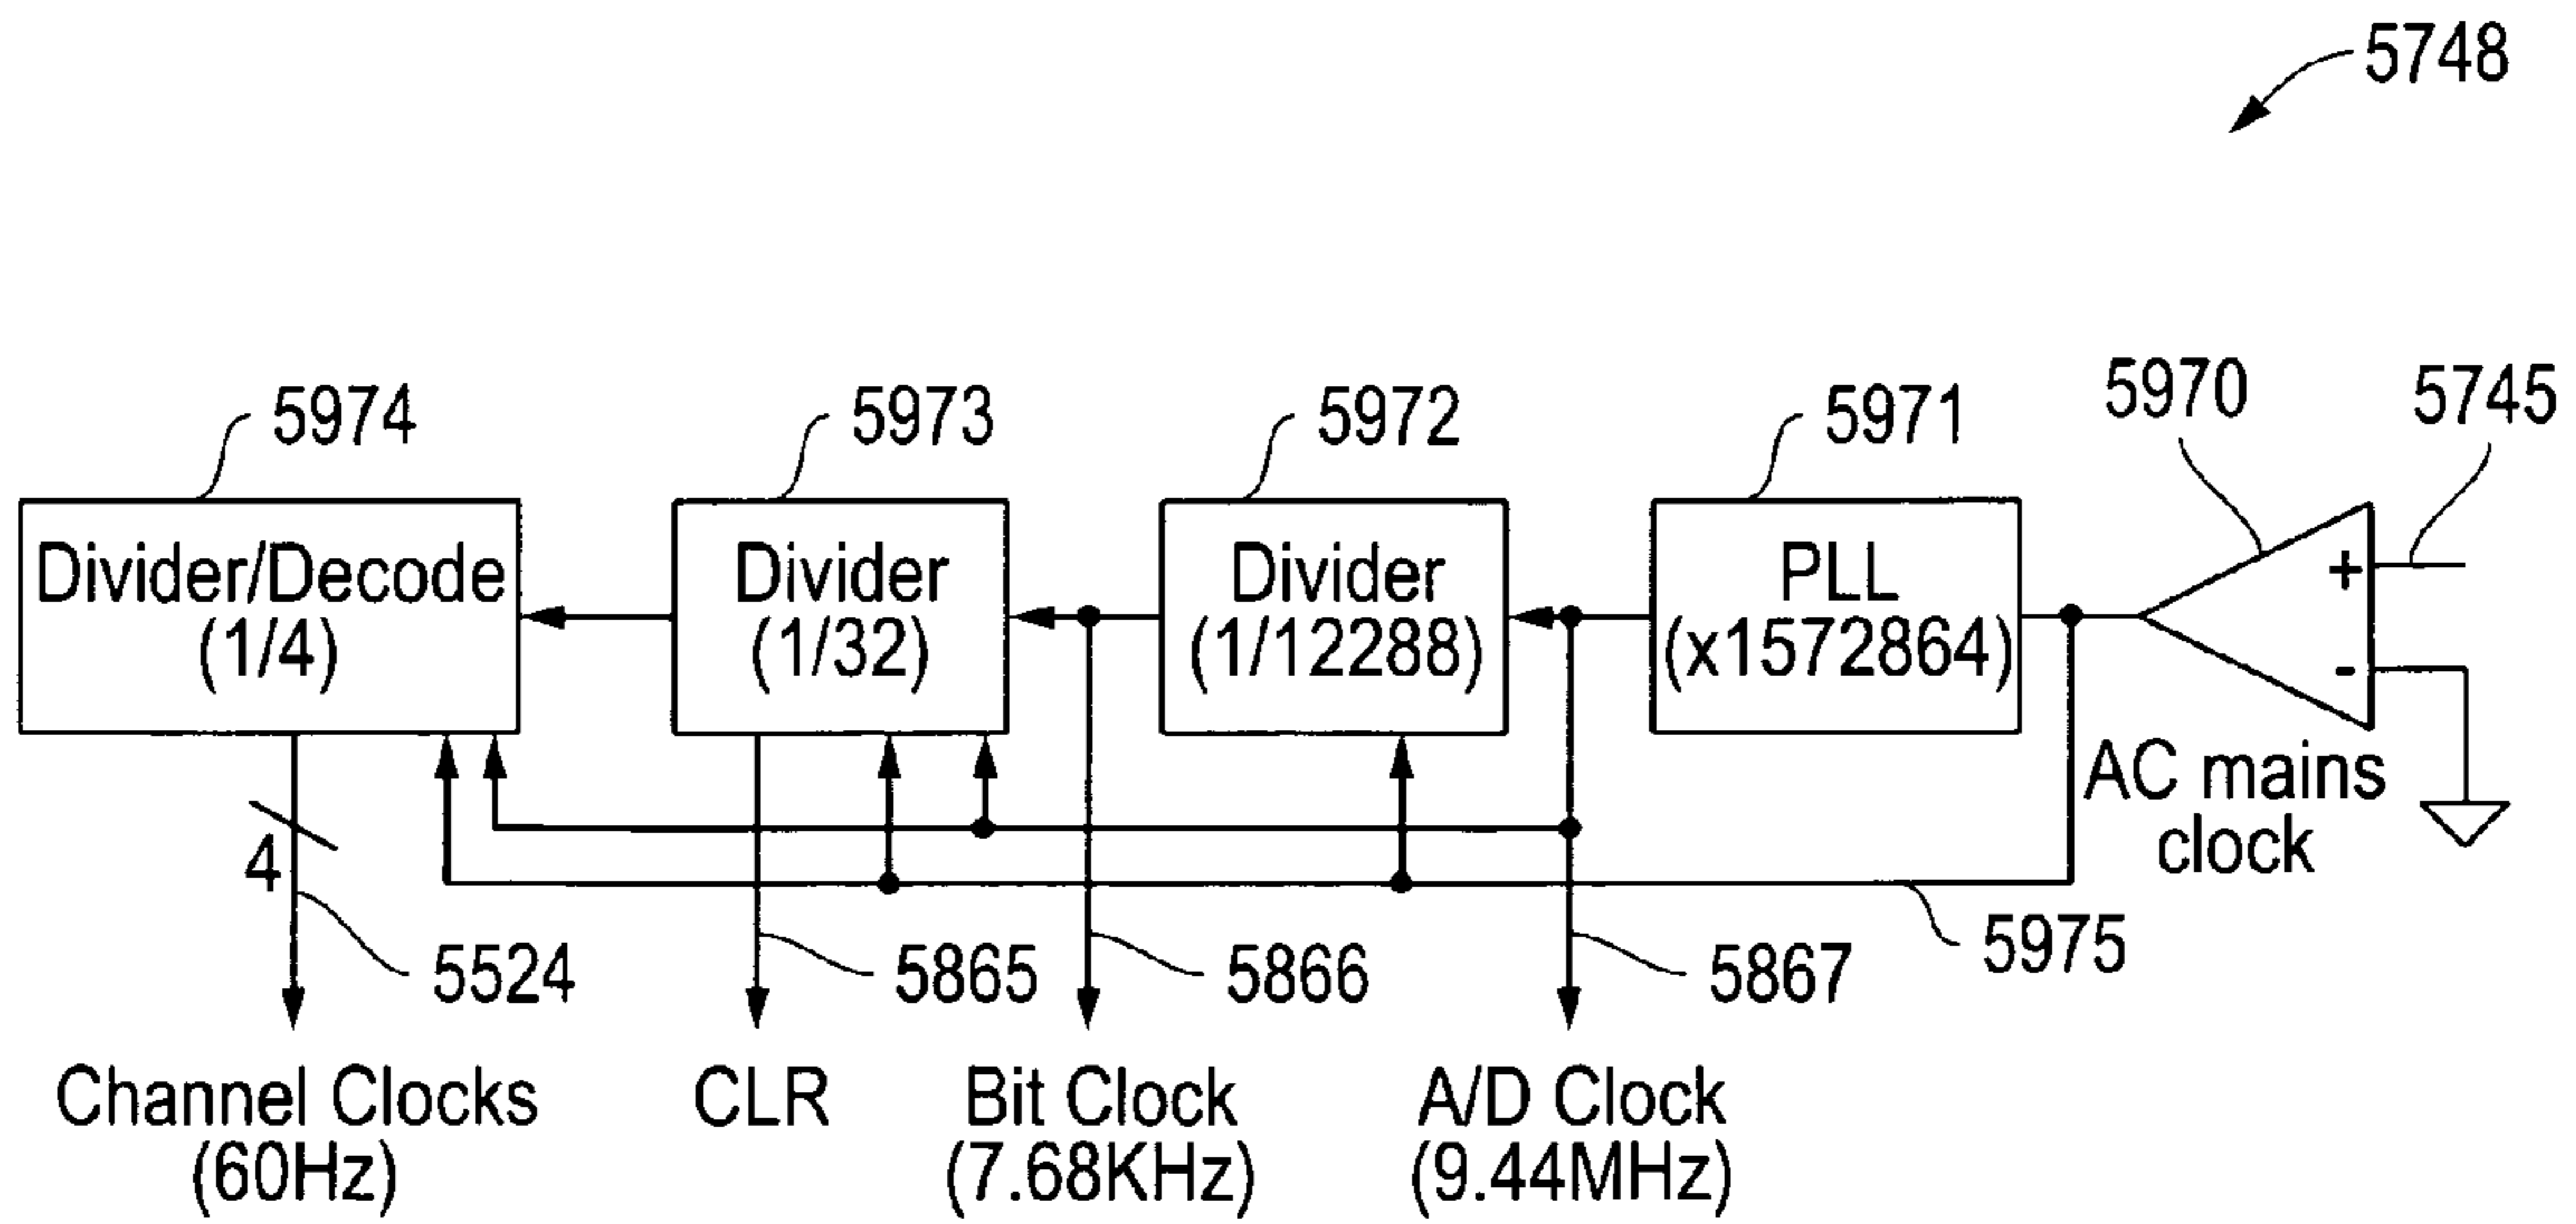 5748
5974
5973
5972
5971
5970
5745
Divider/Decode
(1/4)
Divider
(1/32)
Divider
(1/12288)
PLL
(x1572864)
+
-
AC mains
clock
4
5524
5865
5866
5867
5975
Channel Clocks
(60Hz)
CLR
Bit Clock
(7.68KHz)
A/D Clock
(9.44MHz)